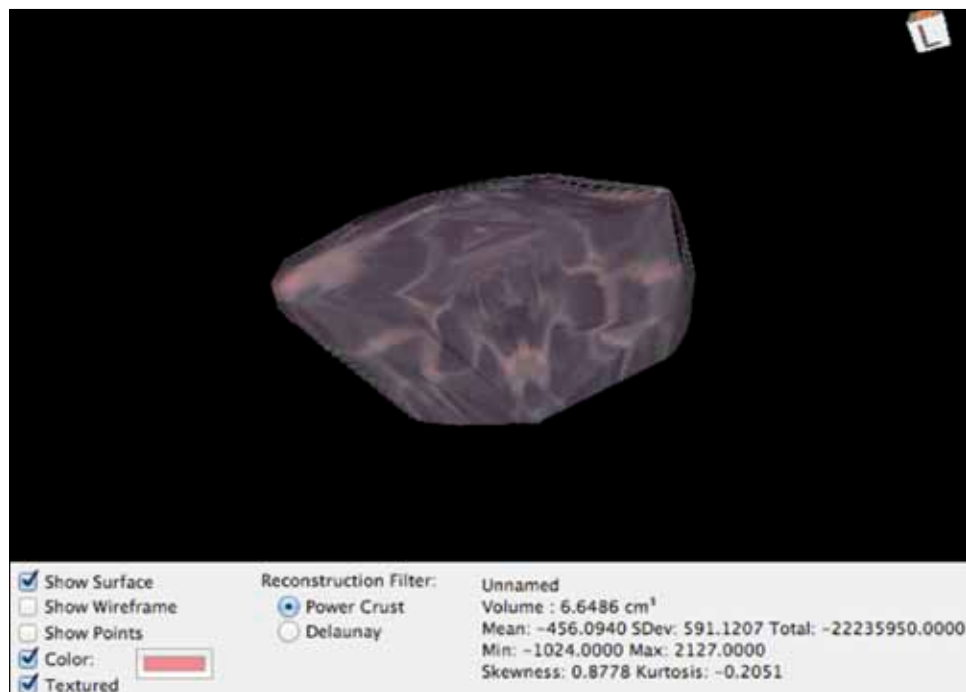 L
Show Surface
Show Wireframe
Show Points
Color:
Textured
Reconstruction Filter:
Power Crust
Delaunay
Unnamed
Volume : 6.6486 cm³
Mean: -456.0940 SDev: 591.1207 Total: -22235950.0000
Min: -1024.0000 Max: 2127.0000
Skewness: 0.8778 Kurtosis: -0.2051